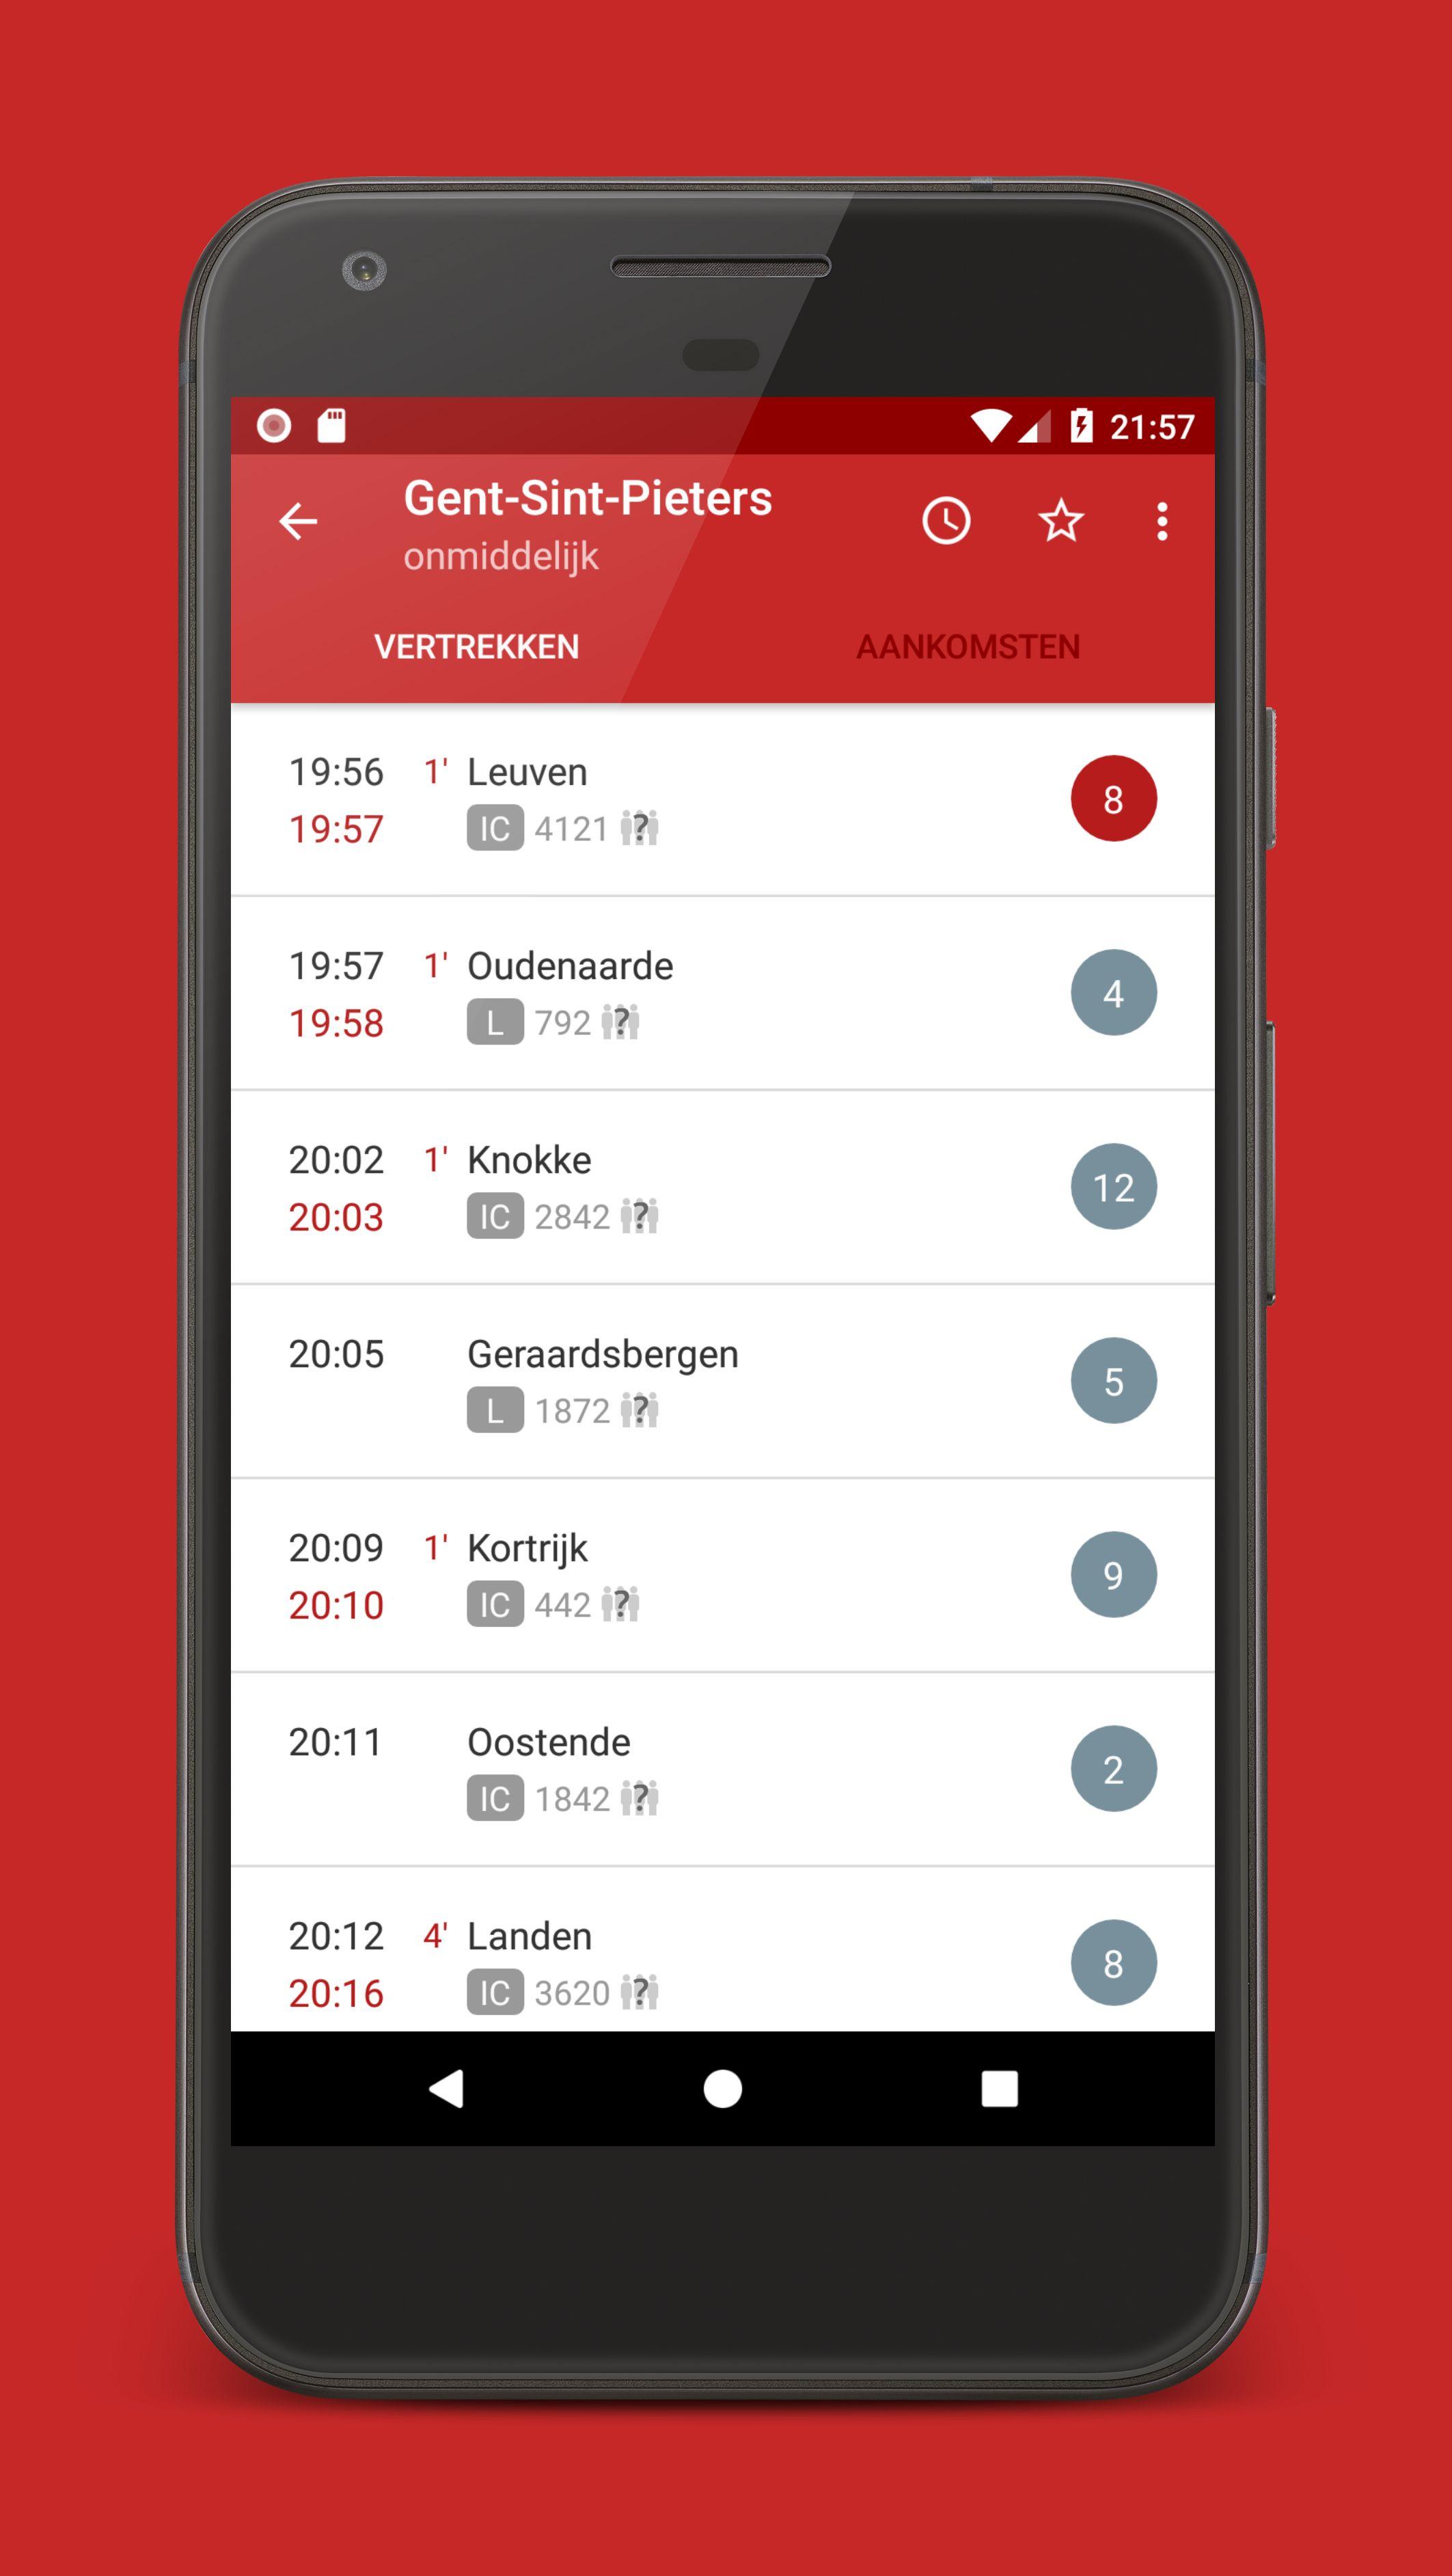 21:57
Gent-Sint-Pieters
onmiddelijk
VERTREKKEN AANKOMSTEN
19:56 1' Leuven 8
19:57 IC 4121 ?
19:57 1' Oudenaarde 4
19:58 L 792 ?
20:02 1' Knokke 12
20:03 IC 2842 ?
20:05 Geraardsbergen 5
L 1872 ?
20:09 1' Kortrijk 9
20:10 IC 442 ?
20:11 Oostende 2
IC 1842 ?
20:12 4' Landen 8
20:16 IC 3620 ?